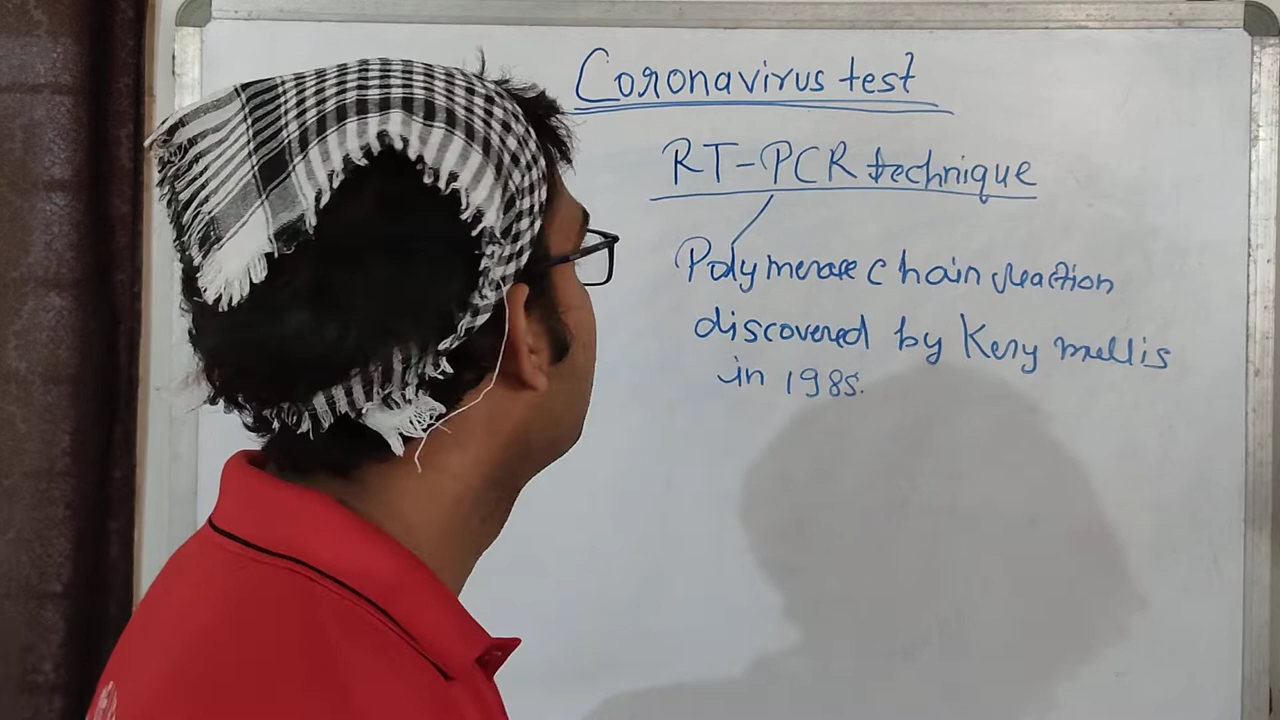 Coronavirus test
RT-PCR technique
Polymerase chain reaction
discovered by Kery mullis
in 1985.